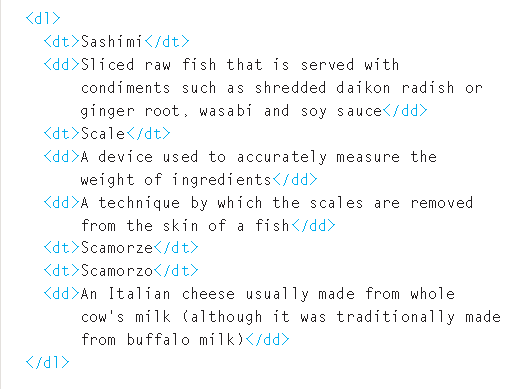 <dl>
<dt>Sashimi</dt>
<dd>Sliced raw fish that is served with
condiments such as shredded daikon radish or
ginger root, wasabi and soy sauce</dd>
<dt>Scale</dt>
<dd>A device used to accurately measure the
weight of ingredients</dd>
<dd>A technique by which the scales are removed
from the skin of a fish</dd>
<dt>Scamorze</dt>
<dt>Scamorzo</dt>
<dd>An Italian cheese usually made from whole
cow's milk (although it was traditionally made
from buffalo milk)</dd>
</dl>